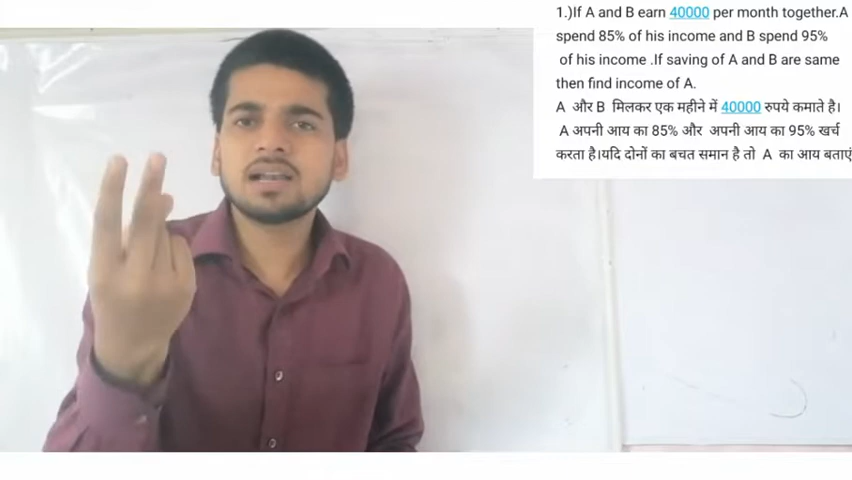 1.)If A and B earn 40000 per month together.A
spend 85% of his income and B spend 95%
of his income .If saving of A and B are same
then find income of A.
A और B मिलकर एक महीने में 40000 रुपये कमाते है।
A अपनी आय का 85% और अपनी आय का 95% खर्च
करता है।यदि दोनों का बचत समान है तो A का आय बताएं